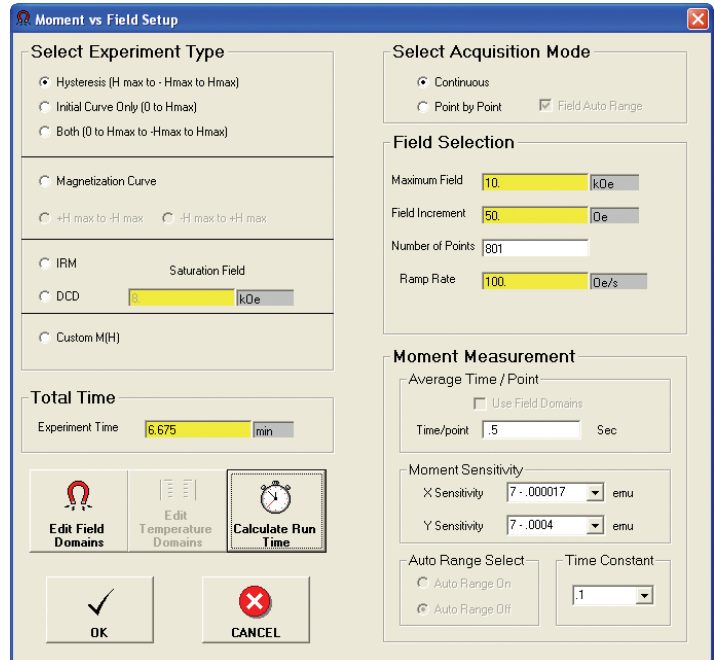 Moment vs Field Setup
Select Experiment Type
Hysteresis (H max to - Hmax to Hmax)
Initial Curve Only (0 to Hmax)
Both (0 to Hmax to -Hmax to Hmax)
Magnetization Curve
+H max to -H max -H max to +H max
IRM
Saturation Field
DCD 8. kOe
Custom M(H)
Total Time
Experiment Time 6.675 min
Edit Field Domains
Edit Temperature Domains
Calculate Run Time
OK
CANCEL
Select Acquisition Mode
Continuous
Point by Point Field Auto Range
Field Selection
Maximum Field 10. kOe
Field Increment 50. Oe
Number of Points 801
Ramp Rate 100. Oe/s
Moment Measurement
Average Time / Point
Use Field Domains
Time/point .5 Sec
Moment Sensitivity
X Sensitivity 7 - .000017 emu
Y Sensitivity 7 - .0004 emu
Auto Range Select
Auto Range On
Auto Range Off
Time Constant
.1